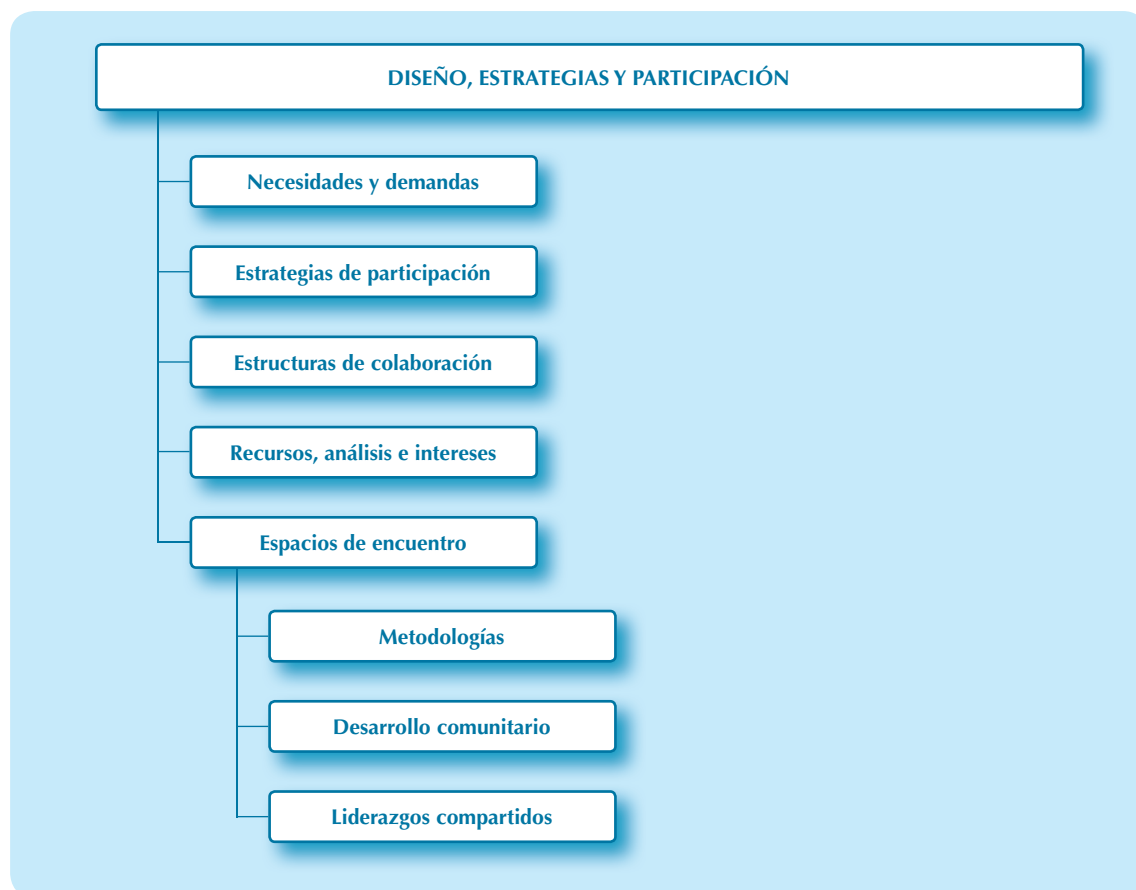 DISEÑO, ESTRATEGIAS Y PARTICIPACIÓN
Necesidades y demandas
Estrategias de participación
Estructuras de colaboración
Recursos, análisis e intereses
Espacios de encuentro
Metodologías
Desarrollo comunitario
Liderazgos compartidos